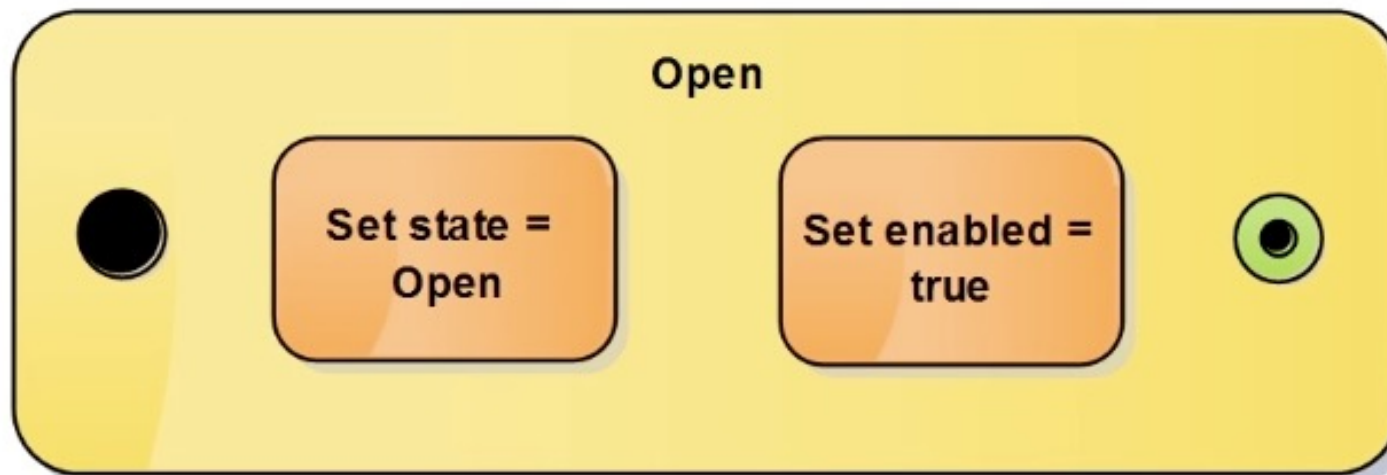 Open
Set state =
Open
Set enabled =
true